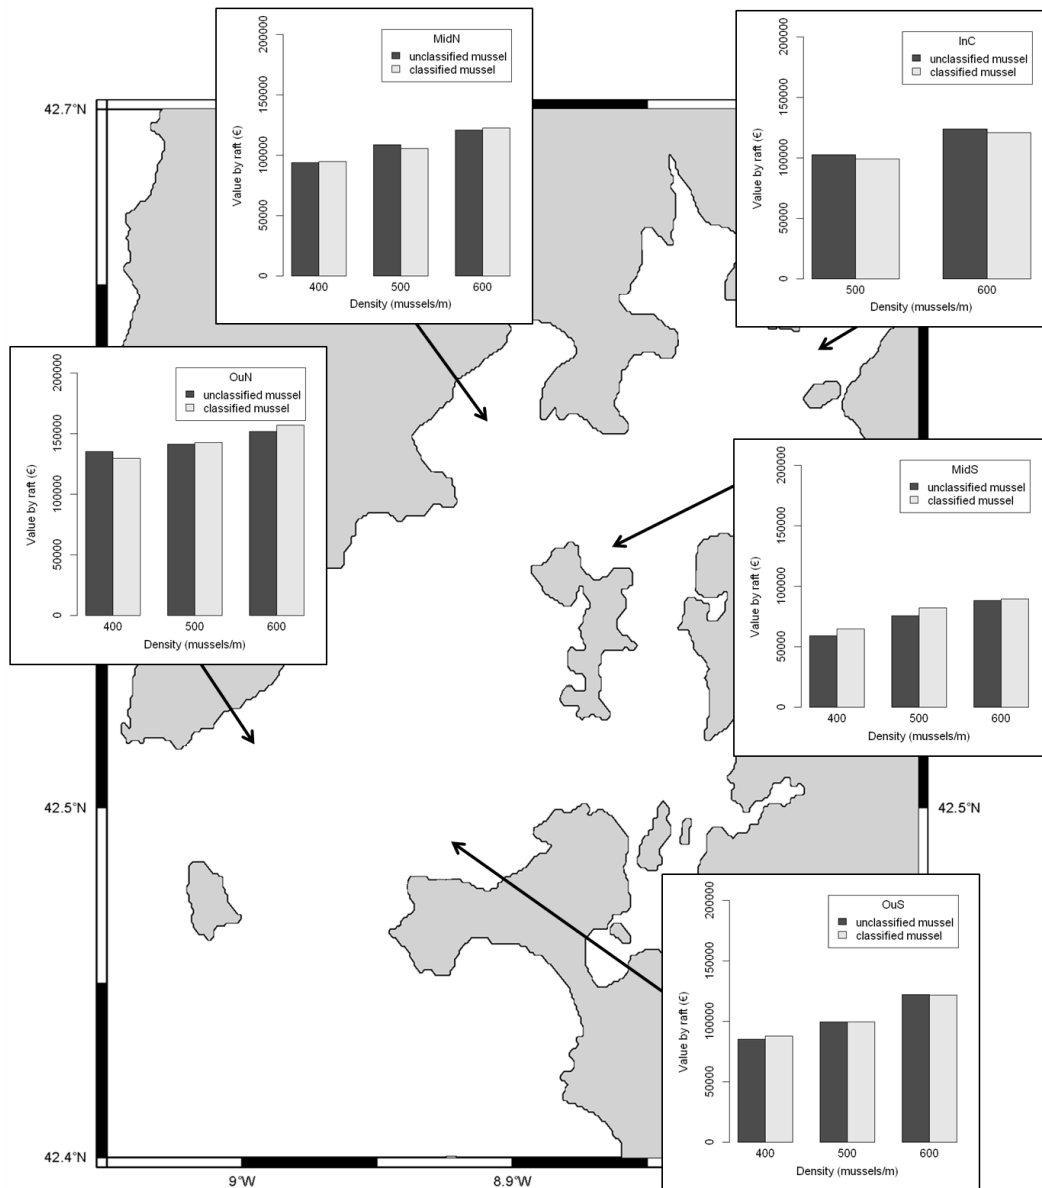 MidN
unclassified mussel
classified mussel
Value by raft (€)
0
50000
100000
150000
200000
400
500
600
Density (mussels/m)
InC
unclassified mussel
classified mussel
Value by raft (€)
0
50000
100000
150000
200000
500
600
Density (mussels/m)
42.7°N
OuN
unclassified mussel
classified mussel
Value by raft (€)
0
50000
100000
150000
200000
400
500
600
Density (mussels/m)
MidS
unclassified mussel
classified mussel
Value by raft (€)
0
50000
100000
150000
200000
400
500
600
Density (mussels/m)
42.5°N
42.5°N
OuS
unclassified mussel
classified mussel
Value by raft (€)
0
50000
100000
150000
200000
400
500
600
Density (mussels/m)
42.4°N
9°W
8.9°W